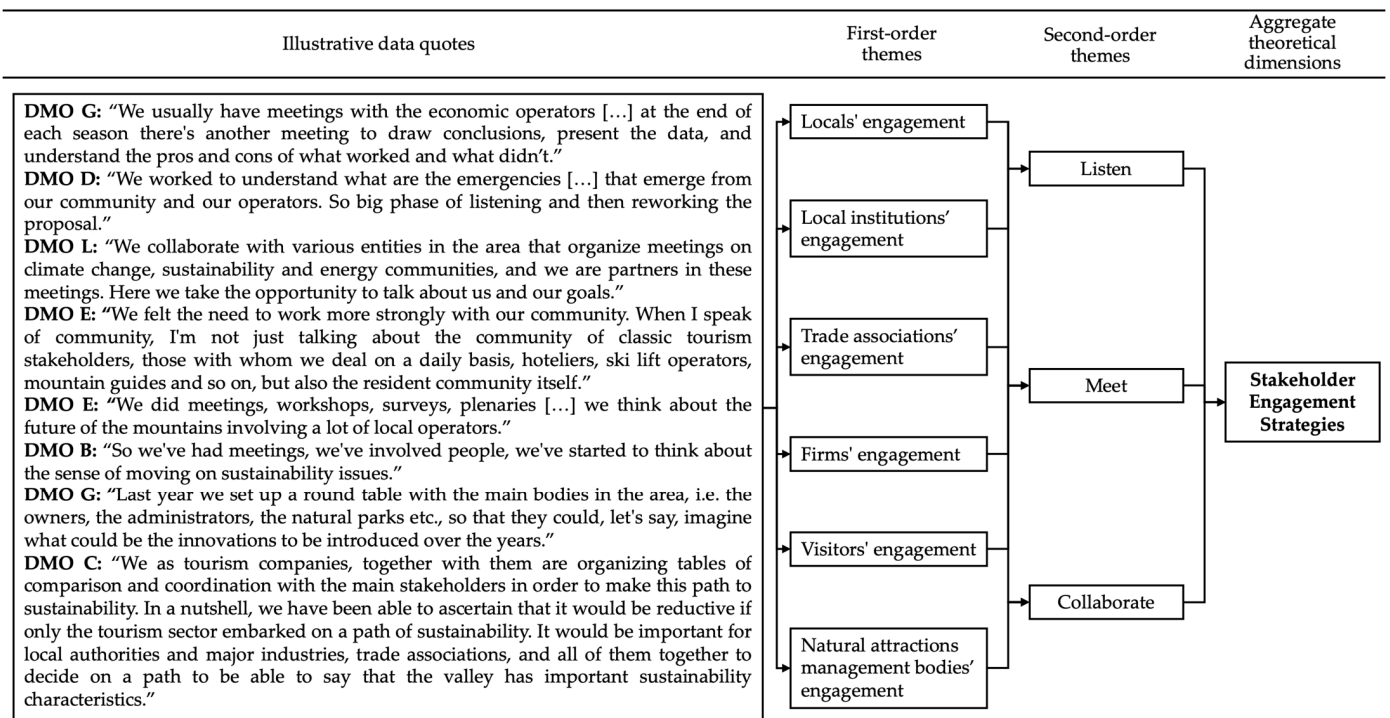 Illustrative data quotes
First-order
themes
Second-order
themes
Aggregate
theoretical
dimensions
DMO G: “We usually have meetings with the economic operators […] at the end of
each season there's another meeting to draw conclusions, present the data, and
understand the pros and cons of what worked and what didn’t.”
DMO D: “We worked to understand what are the emergencies […] that emerge from
our community and our operators. So big phase of listening and then reworking the
proposal.”
DMO L: “We collaborate with various entities in the area that organize meetings on
climate change, sustainability and energy communities, and we are partners in these
meetings. Here we take the opportunity to talk about us and our goals.”
DMO E: “We felt the need to work more strongly with our community. When I speak
of community, I'm not just talking about the community of classic tourism
stakeholders, those with whom we deal on a daily basis, hoteliers, ski lift operators,
mountain guides and so on, but also the resident community itself.”
DMO E: “We did meetings, workshops, surveys, plenaries […] we think about the
future of the mountains involving a lot of local operators.”
DMO B: “So we've had meetings, we've involved people, we've started to think about
the sense of moving on sustainability issues.”
DMO G: “Last year we set up a round table with the main bodies in the area, i.e. the
owners, the administrators, the natural parks etc., so that they could, let's say, imagine
what could be the innovations to be introduced over the years.”
DMO C: “We as tourism companies, together with them are organizing tables of
comparison and coordination with the main stakeholders in order to make this path to
sustainability. In a nutshell, we have been able to ascertain that it would be reductive if
only the tourism sector embarked on a path of sustainability. It would be important for
local authorities and major industries, trade associations, and all of them together to
decide on a path to be able to say that the valley has important sustainability
characteristics.”
Locals' engagement
Local institutions’
engagement
Trade associations’
engagement
Firms' engagement
Visitors' engagement
Natural attractions
management bodies’
engagement
Listen
Meet
Collaborate
Stakeholder
Engagement
Strategies